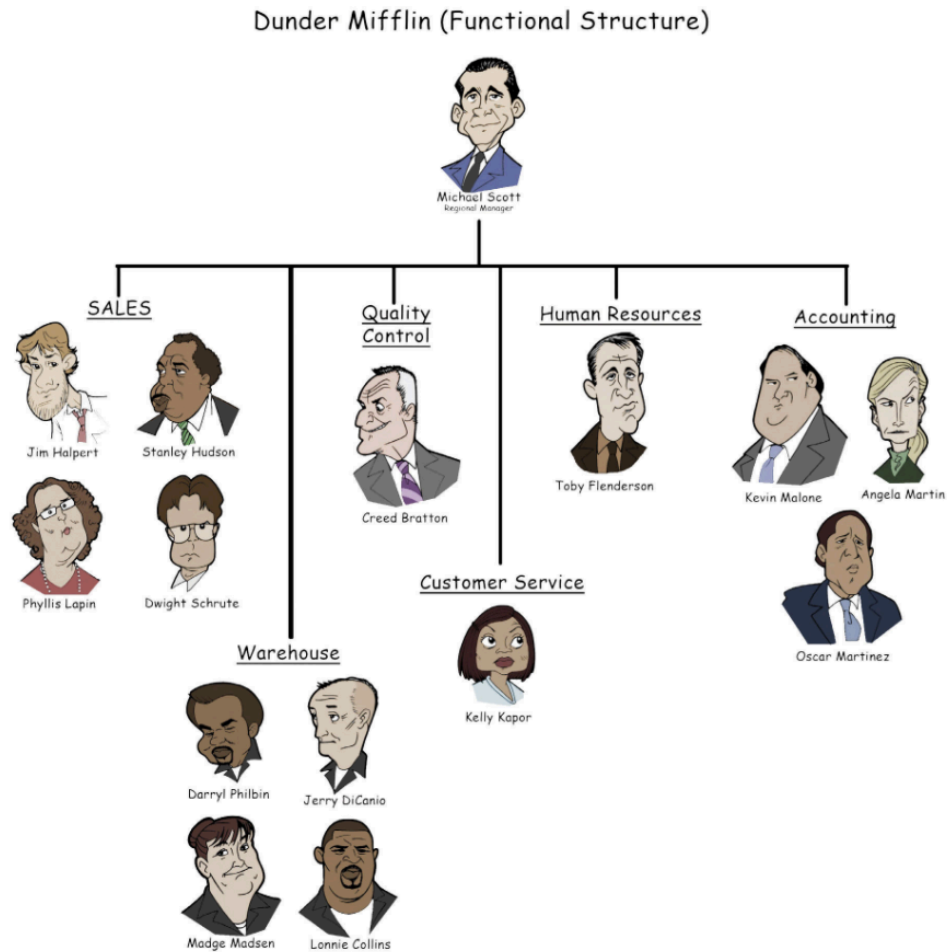 Dunder Mifflin (Functional Structure)
Michael Scott
Regional Manager
SALES
Jim Halpert
Stanley Hudson
Phyllis Lapin
Dwight Schrute
Warehouse
Darryl Philbin
Jerry DiCanio
Madge Madsen
Lonnie Collins
Quality
Control
Creed Bratton
Customer Service
Kelly Kapor
Human Resources
Toby Flenderson
Accounting
Kevin Malone
Angela Martin
Oscar Martinez